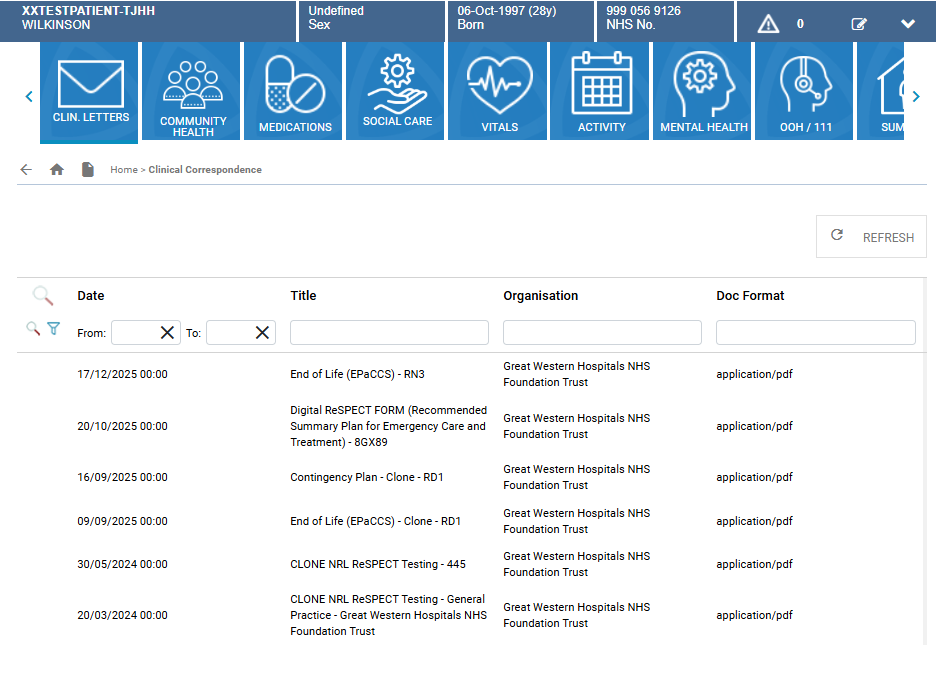 XXTESTPATIENT-TJHH
WILKINSON
Undefined
Sex
06-Oct-1997 (28y)
Born
999 056 9126
NHS No.
0
CLIN. LETTERS
COMMUNITY
HEALTH
MEDICATIONS
SOCIAL CARE
VITALS
ACTIVITY
MENTAL HEALTH
OOH / 111
SUM
Home > Clinical Correspondence
REFRESH
Date Title Organisation Doc Format
From: To:
17/12/2025 00:00 End of Life (EPaCCS) - RN3 Great Western Hospitals NHS
Foundation Trust application/pdf
20/10/2025 00:00 Digital ReSPECT FORM (Recommended
Summary Plan for Emergency Care and
Treatment) - 8GX89 Great Western Hospitals NHS
Foundation Trust application/pdf
16/09/2025 00:00 Contingency Plan - Clone - RD1 Great Western Hospitals NHS
Foundation Trust application/pdf
09/09/2025 00:00 End of Life (EPaCCS) - Clone - RD1 Great Western Hospitals NHS
Foundation Trust application/pdf
30/05/2024 00:00 CLONE NRL ReSPECT Testing - 445 Great Western Hospitals NHS
Foundation Trust application/pdf
20/03/2024 00:00 CLONE NRL ReSPECT Testing - General
Practice - Great Western Hospitals NHS
Foundation Trust Great Western Hospitals NHS
Foundation Trust application/pdf